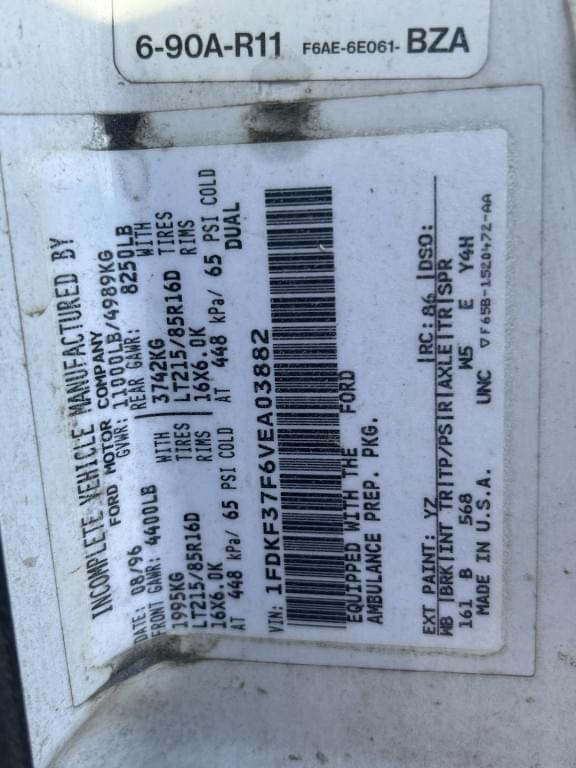 6-90A-R11 F6AE-6E061- BZA
INCOMPLETE VEHICLE MANUFACTURED BY
FORD MOTOR COMPANY
DATE: 08/96 GVWR: 11000LB/4989KG
FRONT GAWR: 4400LB REAR GAWR: 8250LB
1995KG WITH 3742KG WITH
LT215/85R16D TIRES LT215/85R16D TIRES
16X6.0K RIMS 16X6.0K RIMS
AT 448 kPa/ 65 PSI COLD AT 448 kPa/ 65 PSI COLD
DUAL
VIN: 1FDKF37F6VEA03882
EQUIPPED WITH THE FORD
AMBULANCE PREP. PKG.
EXT PAINT: YZ RC: 86 DSO:
WB BRK INT TR TP/PS R AXLE TR SPR
161 B 568 W5 E Y4H
MADE IN U.S.A. UNC ▽F65B-1520472-AA